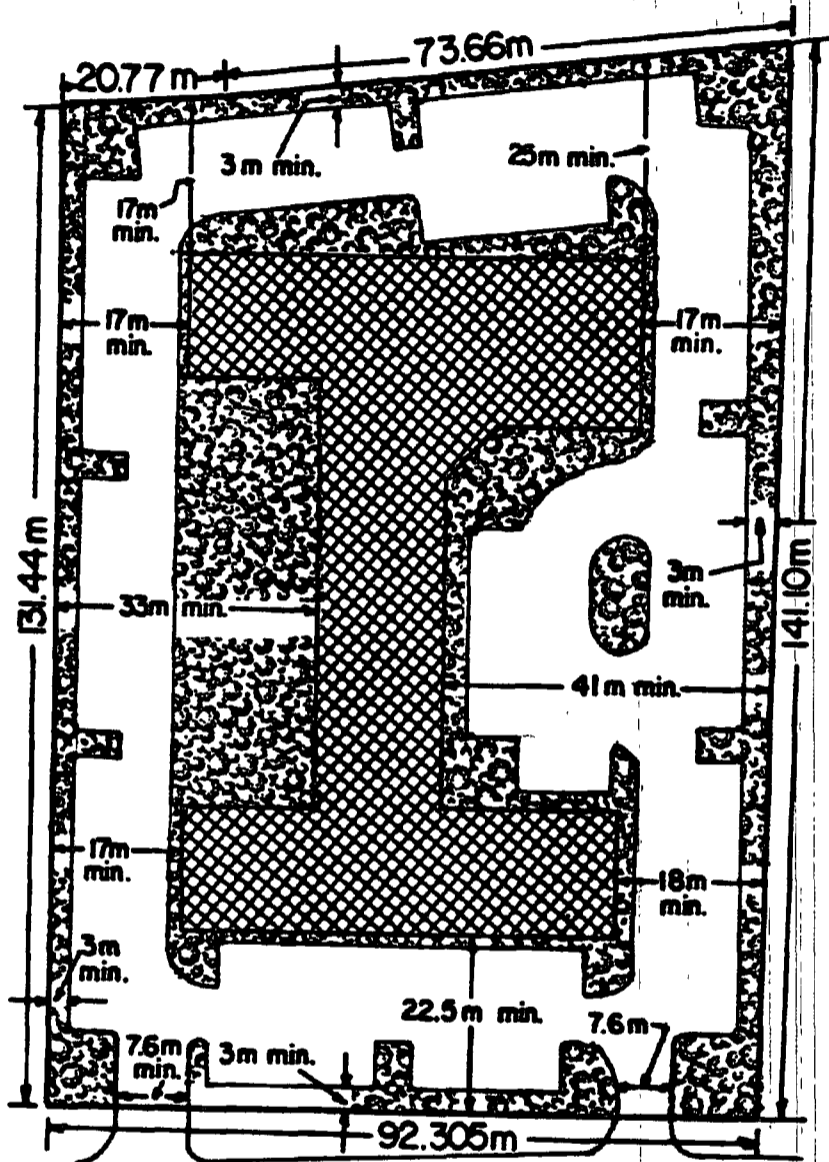 73.66m
20.77 m
3 m min.
25m min.
17m
min.
17m
min.
17m
min.
131.44m
33m min.
3m
min.
141.10m
41m min.
17m
min.
18m
min.
3m
min.
22.5m min.
7.6m
7.6m
min.
3m min.
92.305m